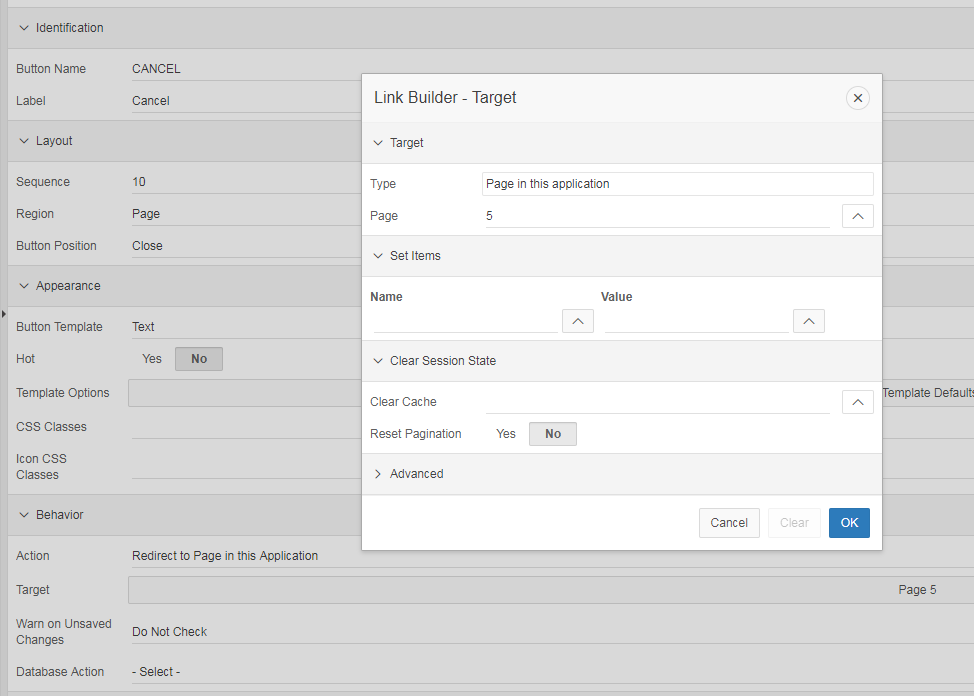 Identification
Button Name CANCEL
Label Cancel
Layout
Sequence 10
Region Page
Button Position Close
Appearance
Button Template Text
Hot Yes No
Template Options Template Defaults
CSS Classes
Icon CSS
Classes
Behavior
Action Redirect to Page in this Application
Target Page 5
Warn on Unsaved
Changes Do Not Check
Database Action - Select -
Link Builder - Target
Target
Type Page in this application
Page 5
Set Items
Name Value
Clear Session State
Clear Cache
Reset Pagination Yes No
Advanced
Cancel Clear OK